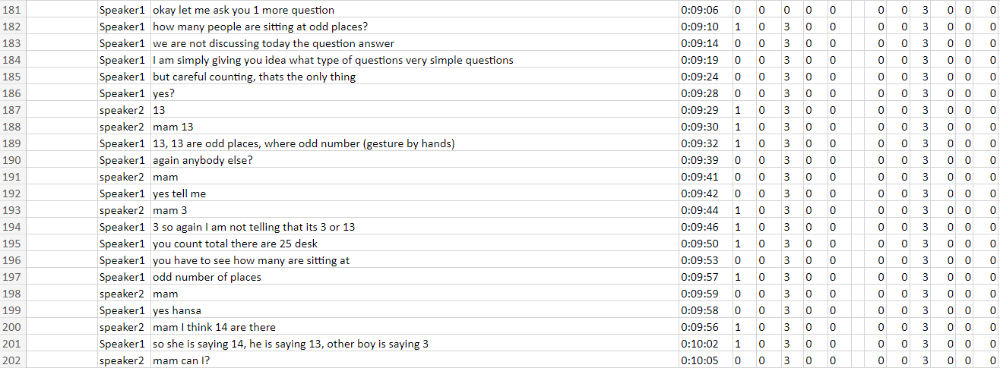 181 Speaker1 okay let me ask you 1 more question 0:09:06 0 0 0 0 0 0 0 3 0 0 0
182 Speaker1 how many people are sitting at odd places? 0:09:10 1 0 3 0 0 0 0 3 0 0 0
183 Speaker1 we are not discussing today the question answer 0:09:14 0 0 3 0 0 0 0 3 0 0 0
184 Speaker1 I am simply giving you idea what type of questions very simple questions 0:09:19 0 0 3 0 0 0 0 3 0 0 0
185 Speaker1 but careful counting, thats the only thing 0:09:24 0 0 3 0 0 0 0 3 0 0 0
186 Speaker1 yes? 0:09:28 0 0 3 0 0 0 0 3 0 0 0
187 speaker2 13 0:09:29 1 0 3 0 0 0 0 3 0 0 0
188 speaker2 mam 13 0:09:30 1 0 3 0 0 0 0 3 0 0 0
189 Speaker1 13, 13 are odd places, where odd number (gesture by hands) 0:09:32 1 0 3 0 0 0 0 3 0 0 0
190 Speaker1 again anybody else? 0:09:39 0 0 3 0 0 0 0 3 0 0 0
191 speaker2 mam 0:09:41 0 0 3 0 0 0 0 3 0 0 0
192 Speaker1 yes tell me 0:09:42 0 0 3 0 0 0 0 3 0 0 0
193 speaker2 mam 3 0:09:44 1 0 3 0 0 0 0 3 0 0 0
194 Speaker1 3 so again I am not telling that its 3 or 13 0:09:46 1 0 3 0 0 0 0 3 0 0 0
195 Speaker1 you count total there are 25 desk 0:09:50 1 0 3 0 0 0 0 3 0 0 0
196 Speaker1 you have to see how many are sitting at 0:09:53 0 0 3 0 0 0 0 3 0 0 0
197 Speaker1 odd number of places 0:09:57 1 0 3 0 0 0 0 3 0 0 0
198 speaker2 mam 0:09:59 0 0 3 0 0 0 0 3 0 0 0
199 Speaker1 yes hansa 0:09:58 0 0 3 0 0 0 0 3 0 0 0
200 speaker2 mam I think 14 are there 0:09:56 1 0 3 0 0 0 0 3 0 0 0
201 Speaker1 so she is saying 14, he is saying 13, other boy is saying 3 0:10:02 1 0 3 0 0 0 0 3 0 0 0
202 speaker2 mam can I? 0:10:05 0 0 3 0 0 0 0 3 0 0 0